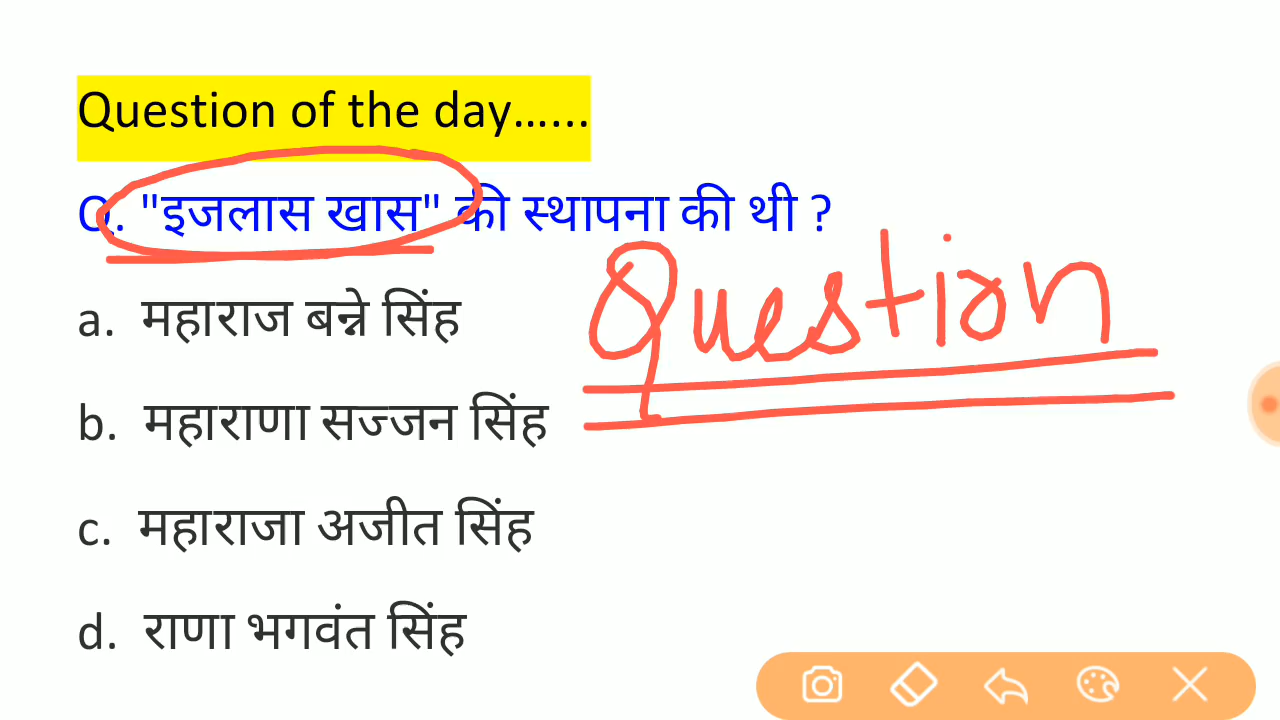 Question of the day......
Q. "इजलास खास" की स्थापना की थी ?
Question
a. महाराज बन्ने सिंह
b. महाराणा सज्जन सिंह
c. महाराजा अजीत सिंह
d. राणा भगवंत सिंह